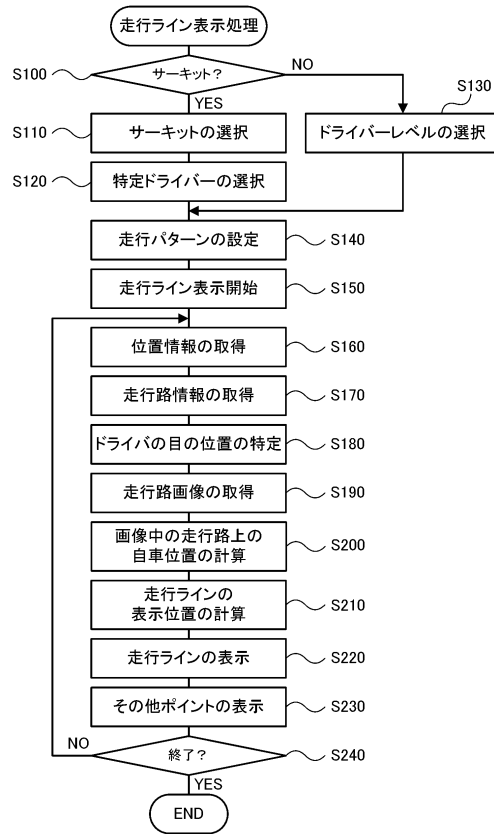 走行ライン表示処理
S100
サーキット？
NO
YES
S130
S110
サーキットの選択
ドライバーレベルの選択
S120
特定ドライバーの選択
走行パターンの設定
S140
走行ライン表示開始
S150
位置情報の取得
S160
走行路情報の取得
S170
ドライバの目の位置の特定
S180
走行路画像の取得
S190
画像中の走行路上の
自車位置の計算
S200
走行ラインの
表示位置の計算
S210
走行ラインの表示
S220
その他ポイントの表示
S230
NO
終了？
S240
YES
END